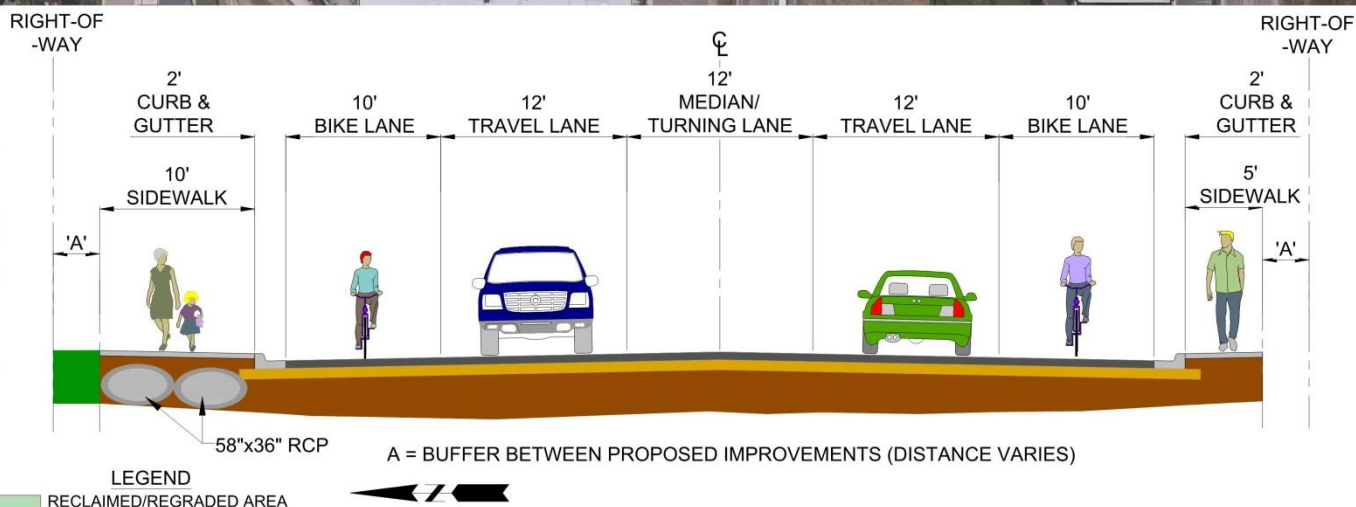 RIGHT-OF
-WAY
2'
CURB &
GUTTER
10'
SIDEWALK
'A'
10'
BIKE LANE
12'
TRAVEL LANE
℄
12'
MEDIAN/
TURNING LANE
12'
TRAVEL LANE
10'
BIKE LANE
2'
CURB &
GUTTER
5'
SIDEWALK
'A'
RIGHT-OF
-WAY
58"x36" RCP
A = BUFFER BETWEEN PROPOSED IMPROVEMENTS (DISTANCE VARIES)
LEGEND
RECLAIMED/REGRADED AREA
N